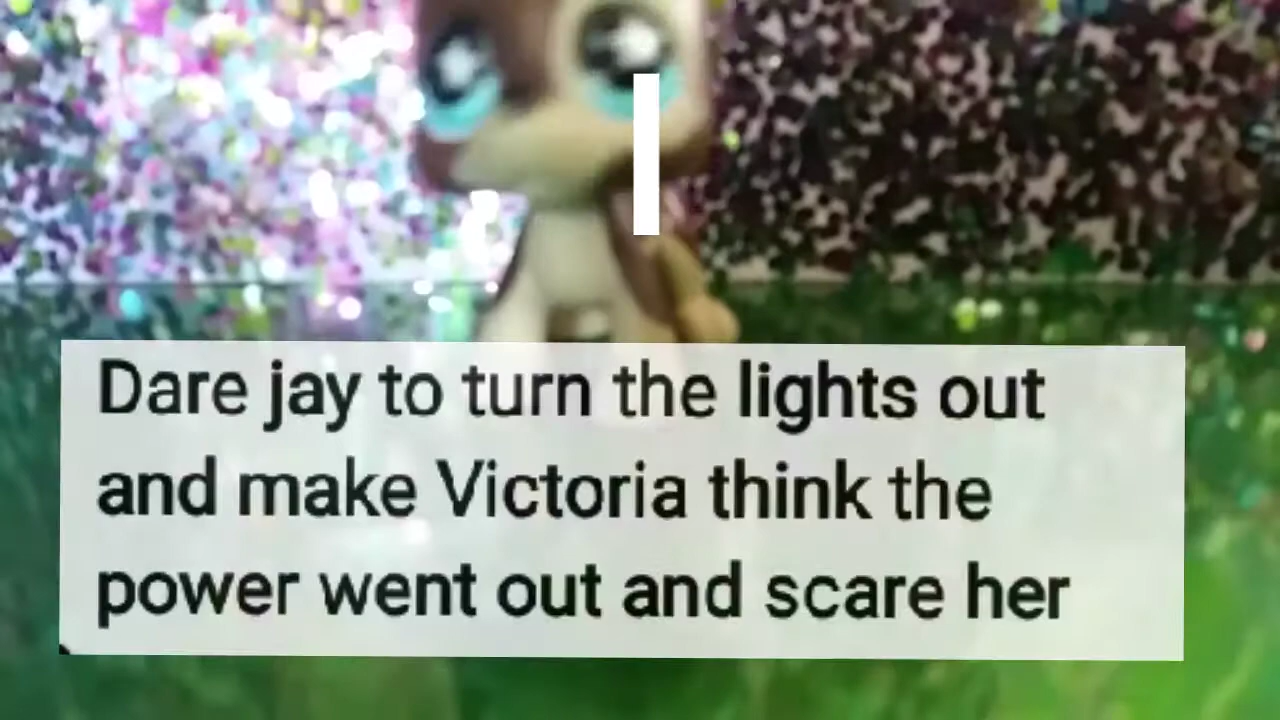 Dare jay to turn the lights out
and make Victoria think the
power went out and scare her